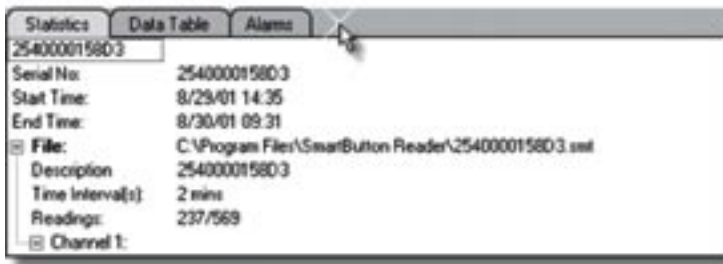 Statistics Data Table Alarms
2540000158D3
Serial No: 2540000158D3
Start Time: 8/29/01 14:35
End Time: 8/30/01 09:31
File: C:\Program Files\SmartButton Reader\2540000158D3.smt
Description 2540000158D3
Time Interval(s): 2 mins
Readings: 237/569
Channel 1: